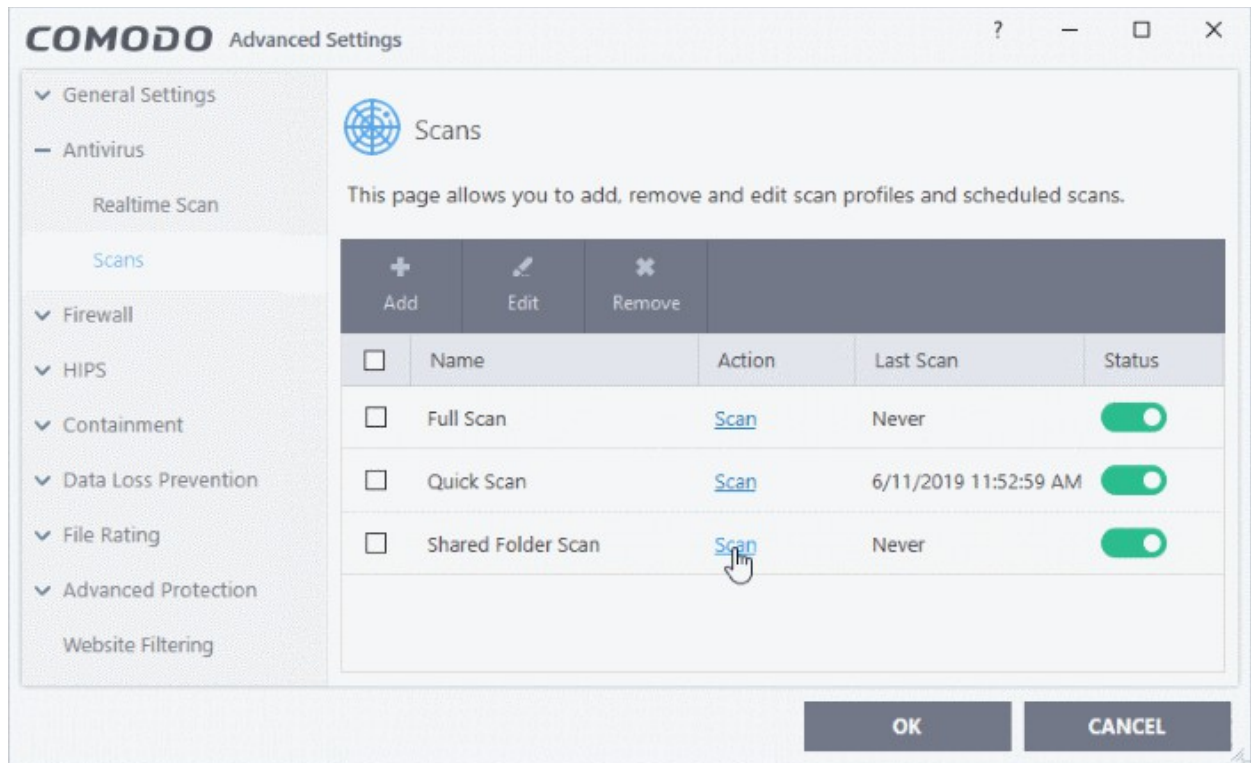 COMODO Advanced Settings ?
General Settings
Antivirus
Realtime Scan
Scans
Firewall
HIPS
Containment
Data Loss Prevention
File Rating
Advanced Protection
Website Filtering
Scans
This page allows you to add, remove and edit scan profiles and scheduled scans.
Add Edit Remove
Name Action Last Scan Status
Full Scan Scan Never
Quick Scan Scan 6/11/2019 11:52:59 AM
Shared Folder Scan Scan Never
OK CANCEL